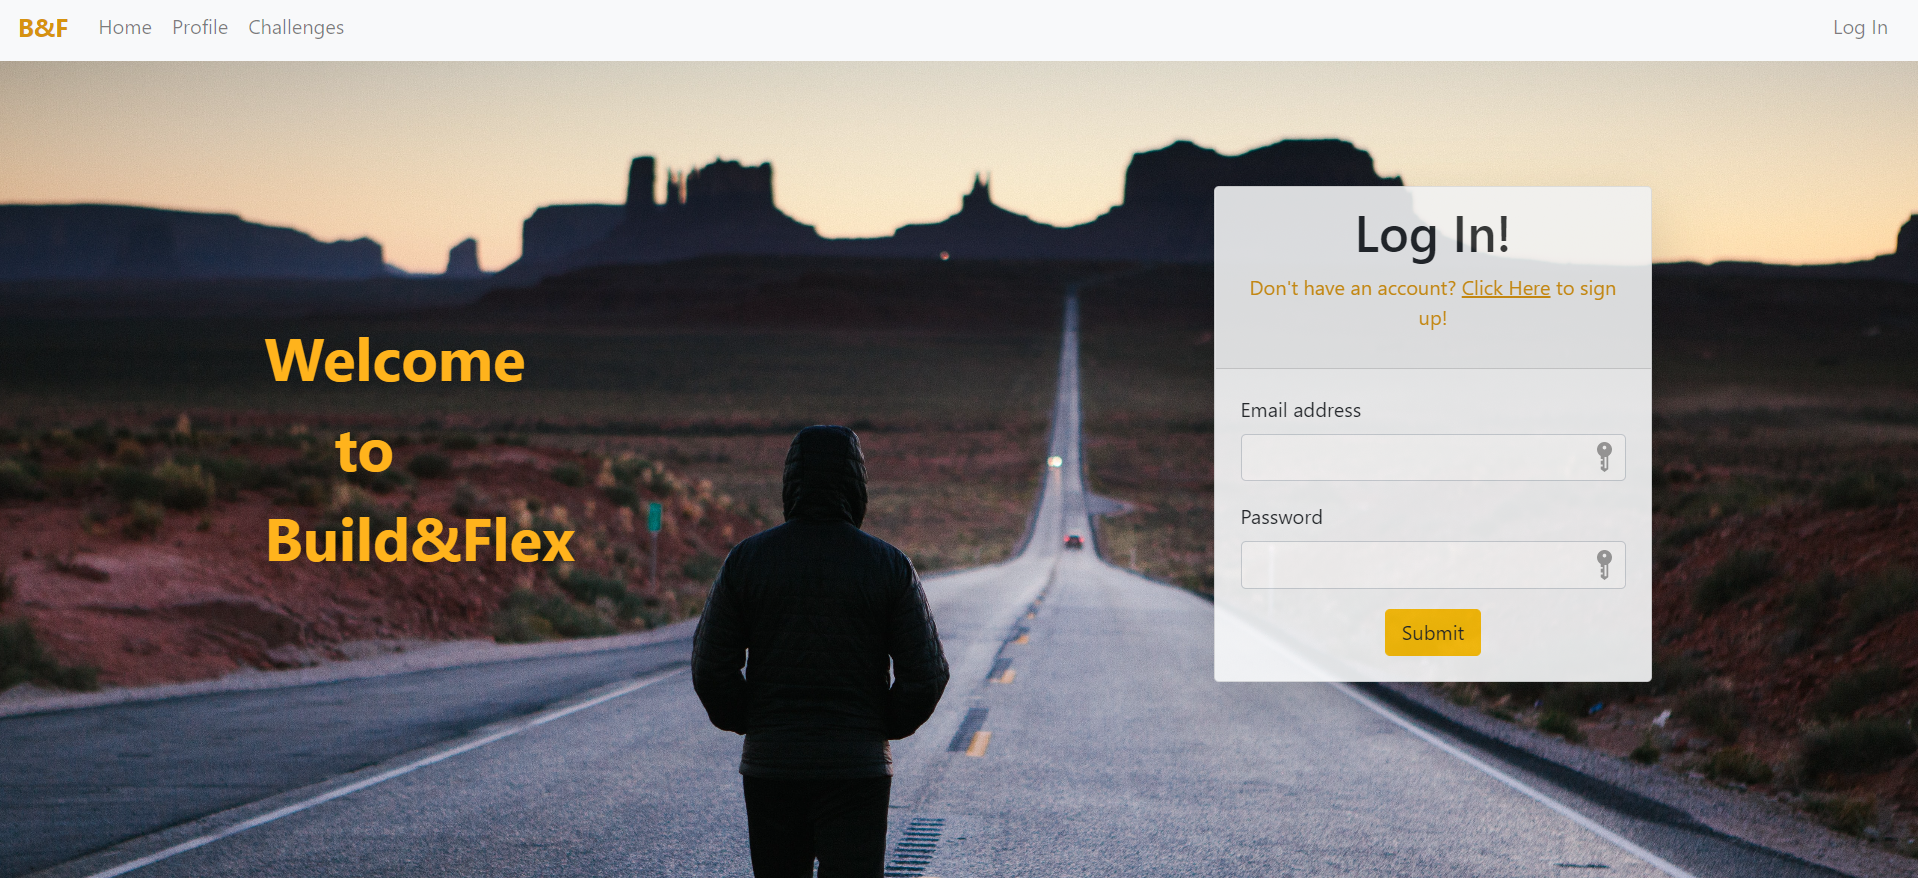 B&F Home Profile Challenges Log In
Welcome
to
Build&Flex
Log In!
Don't have an account? Click Here to sign
up!
Email address
Password
Submit